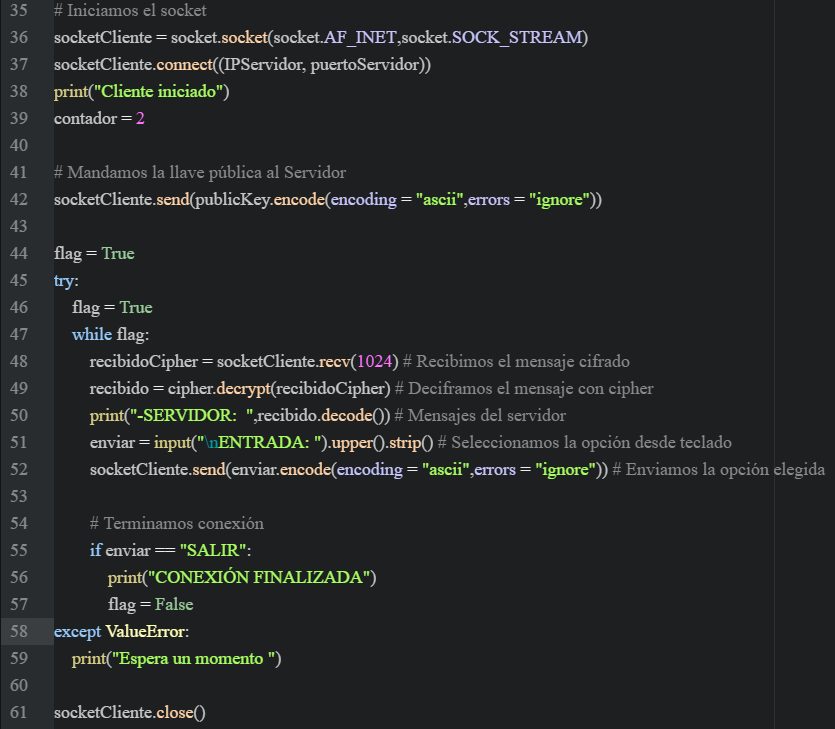 35 # Iniciamos el socket
36 socketCliente = socket.socket(socket.AF_INET,socket.SOCK_STREAM)
37 socketCliente.connect((IPServidor, puertoServidor))
38 print("Cliente iniciado")
39 contador = 2
40
41 # Mandamos la llave pública al Servidor
42 socketCliente.send(publicKey.encode(encoding = "ascii",errors = "ignore"))
43
44 flag = True
45 try:
46     flag = True
47     while flag:
48         recibidoCipher = socketCliente.recv(1024) # Recibimos el mensaje cifrado
49         recibido = cipher.decrypt(recibidoCipher) # Deciframos el mensaje con cipher
50         print("-SERVIDOR:  ",recibido.decode()) # Mensajes del servidor
51         enviar = input("\nENTRADA: ").upper().strip() # Seleccionamos la opción desde teclado
52         socketCliente.send(enviar.encode(encoding = "ascii",errors = "ignore")) # Enviamos la opción elegida
53
54         # Terminamos conexión
55         if enviar == "SALIR":
56             print("CONEXIÓN FINALIZADA")
57             flag = False
58 except ValueError:
59     print("Espera un momento ")
60
61 socketCliente.close()